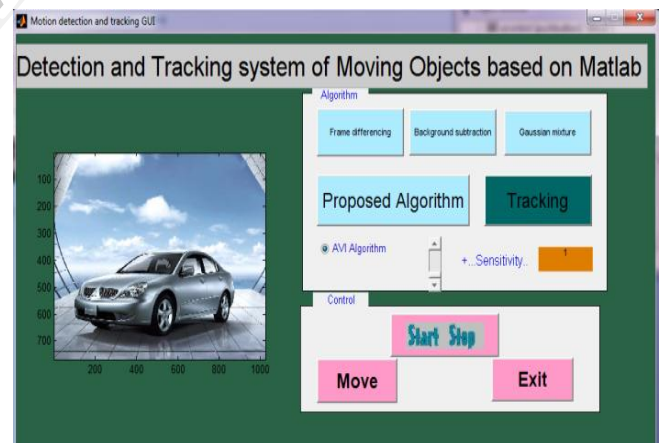 Motion detection and tracking GUI
Detection and Tracking system of Moving Objects based on Matlab
Algorithm
Frame differencing Background subtraction Gaussian mixture
Proposed Algorithm Tracking
AVI Algorithm
+...Sensitivity.. 1
Control
Start Stop
Move Exit
100
200
300
400
500
600
700
200 400 600 800 1000